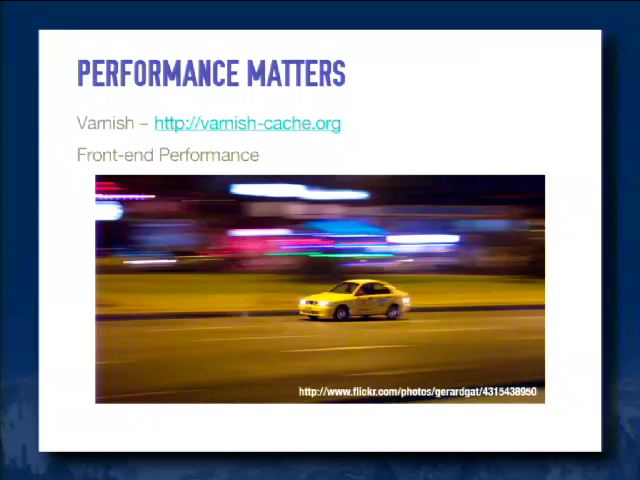 PERFORMANCE MATTERS
Varnish – http://varnish-cache.org
Front-end Performance
http://www.flickr.com/photos/gerardgat/4315438950